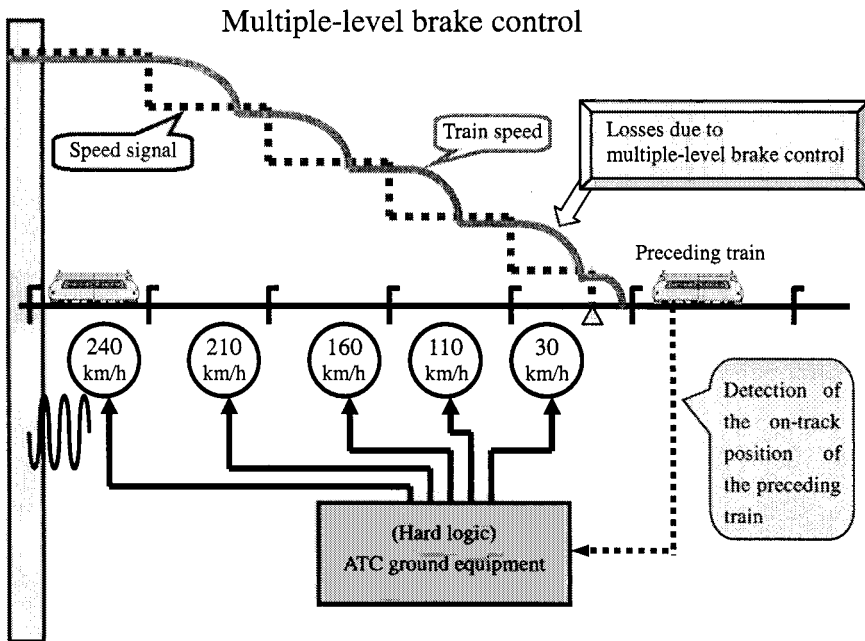 Multiple-level brake control
Speed signal
Train speed
Losses due to
multiple-level brake control
Preceding train
240
km/h
210
km/h
160
km/h
110
km/h
30
km/h
Detection of
the on-track
position of
the preceding
train
(Hard logic)
ATC ground equipment